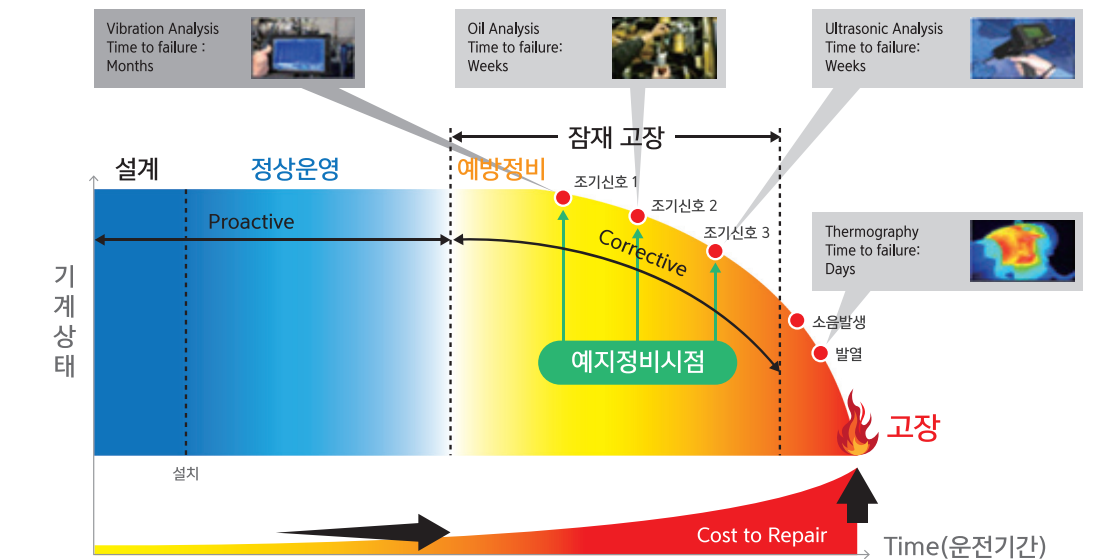 Vibration Analysis
Time to failure :
Months
Oil Analysis
Time to failure:
Weeks
Ultrasonic Analysis
Time to failure:
Weeks
잠재 고장
설계
정상운영
예방정비
조기신호 1
조기신호 2
조기신호 3
Proactive
Corrective
Thermography
Time to failure:
Days
기계상태
소음발생
발열
예지정비시점
고장
설치
Cost to Repair
Time(운전기간)